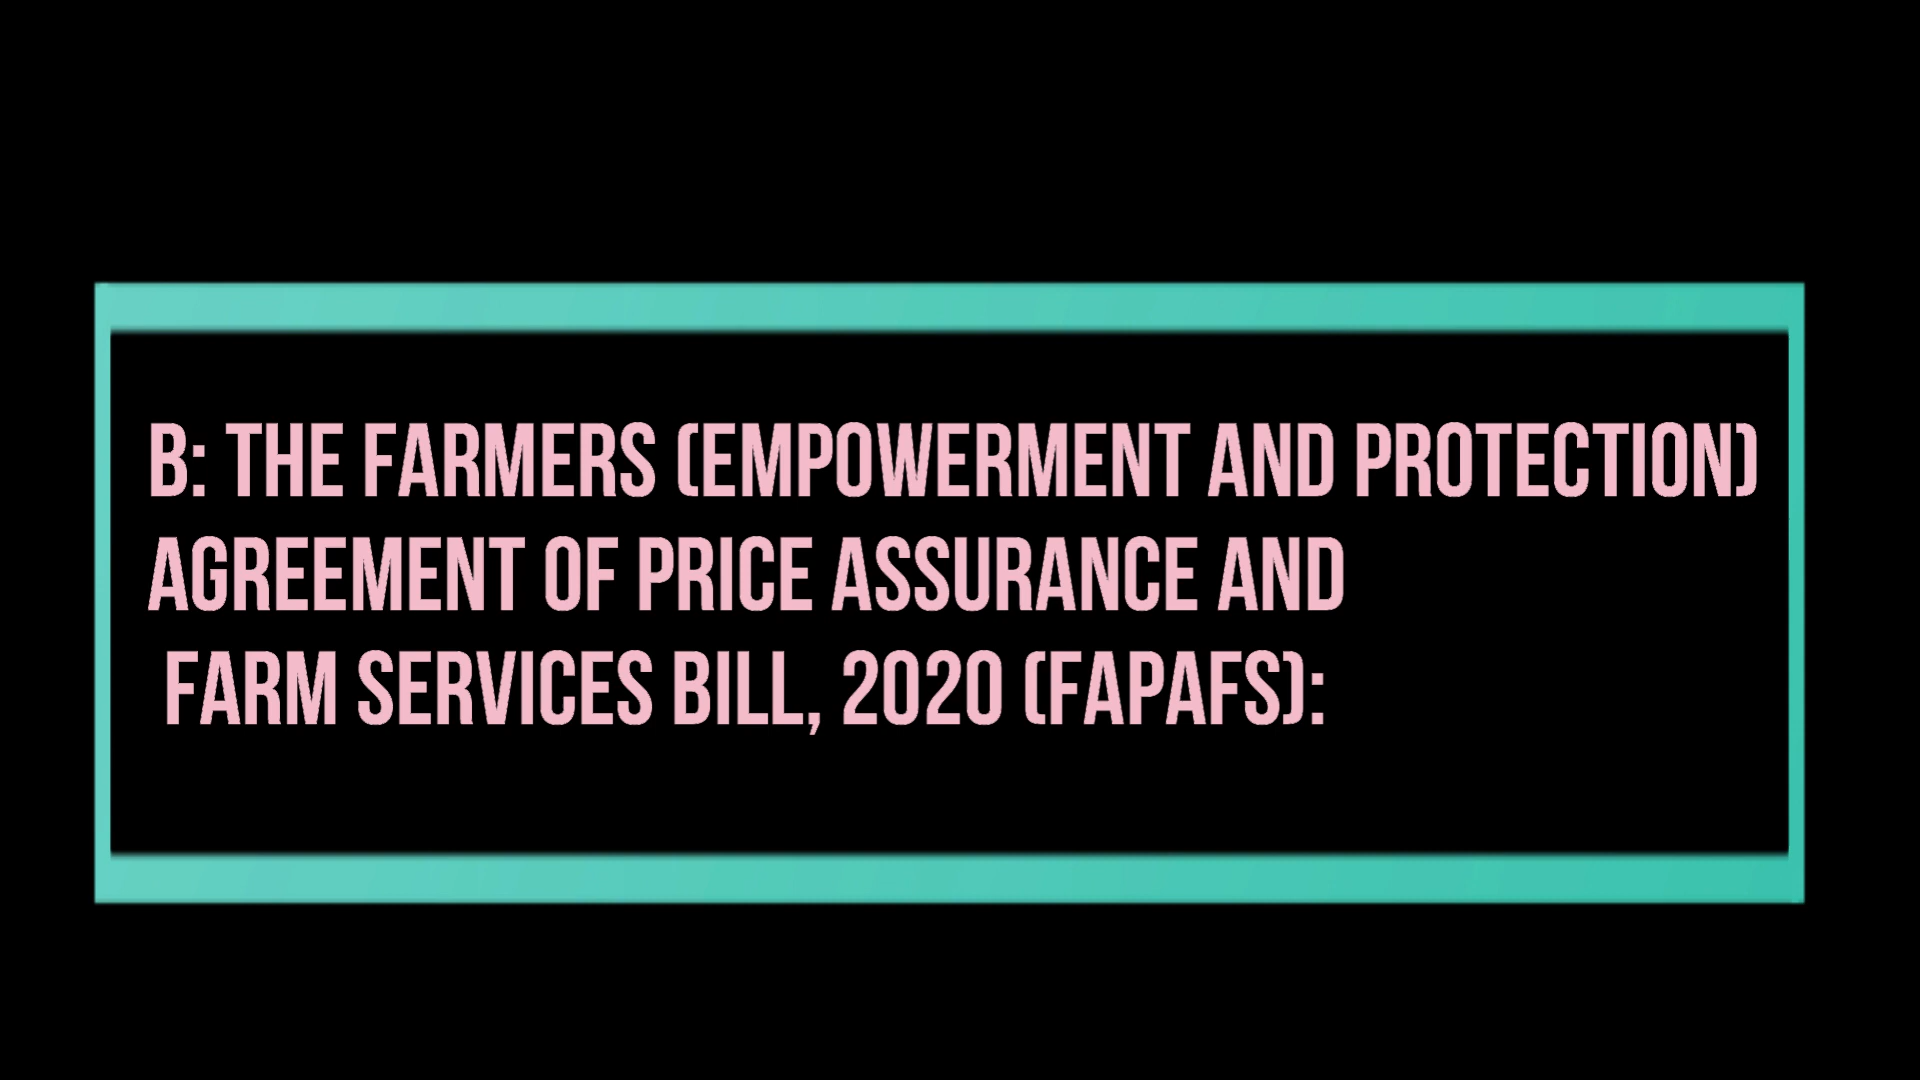 B: THE FARMERS (EMPOWERMENT AND PROTECTION)
AGREEMENT OF PRICE ASSURANCE AND
FARM SERVICES BILL, 2020 (FAPAFS):